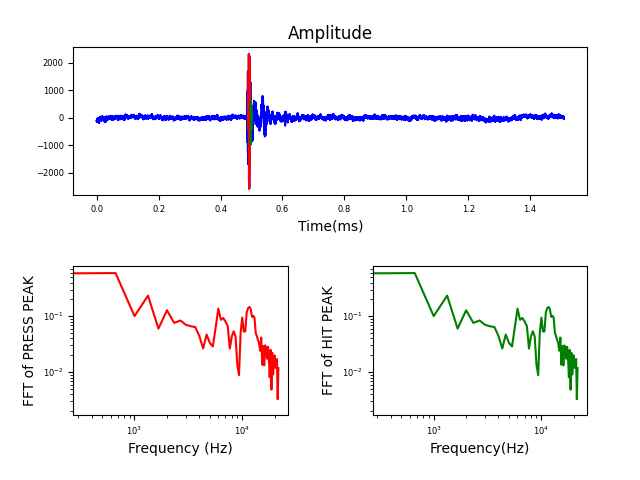 Amplitude
2000
1000
0
−1000
−2000
0.0 0.2 0.4 0.6 0.8 1.0 1.2 1.4
Time(ms)
FFT of PRESS PEAK
10⁻¹
10⁻²
10³ 10⁴
Frequency (Hz)
FFT of HIT PEAK
10⁻¹
10⁻²
10³ 10⁴
Frequency(Hz)